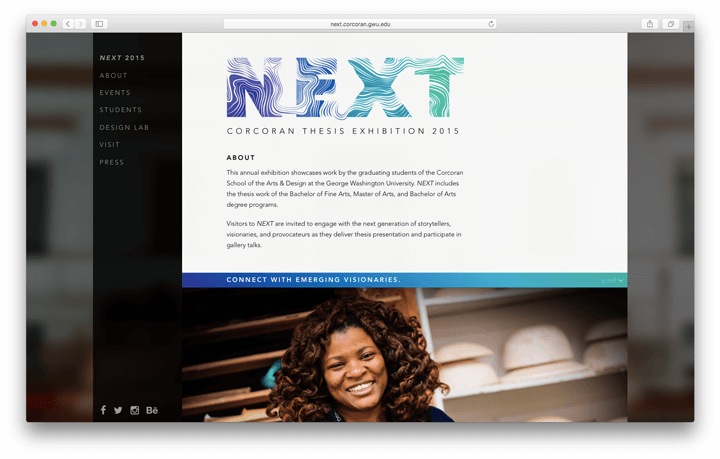 next.corcoran.gwu.edu
NEXT 2015
ABOUT
EVENTS
STUDENTS
DESIGN LAB
VISIT
PRESS
NEXT
CORCORAN THESIS EXHIBITION 2015
ABOUT
This annual exhibition showcases work by the graduating students of the Corcoran
School of the Arts & Design at the George Washington University. NEXT includes
the thesis work of the Bachelor of Fine Arts, Master of Arts, and Bachelor of Arts
degree programs.
Visitors to NEXT are invited to engage with the next generation of storytellers,
visionaries, and provocateurs as they deliver thesis presentation and participate in
gallery talks.
CONNECT WITH EMERGING VISIONARIES.
scroll
Bē